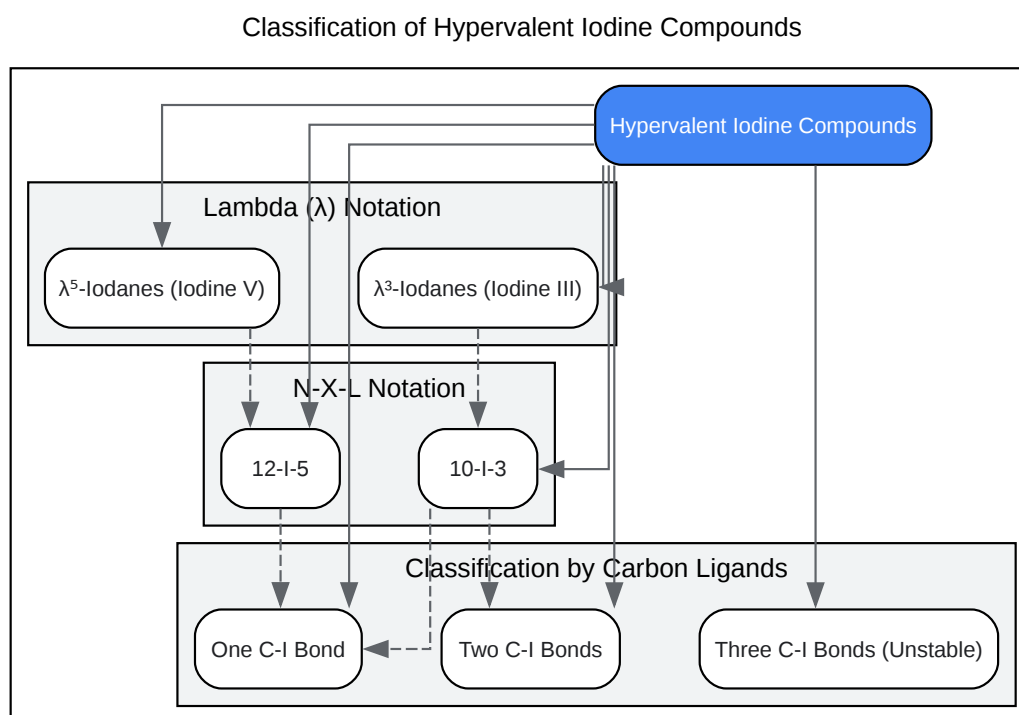 Classification of Hypervalent Iodine Compounds
Hypervalent Iodine Compounds
Lambda (λ) Notation
λ⁵-Iodanes (Iodine V)
λ³-Iodanes (Iodine III)
N-X-L Notation
12-I-5
10-I-3
Classification by Carbon Ligands
One C-I Bond
Two C-I Bonds
Three C-I Bonds (Unstable)